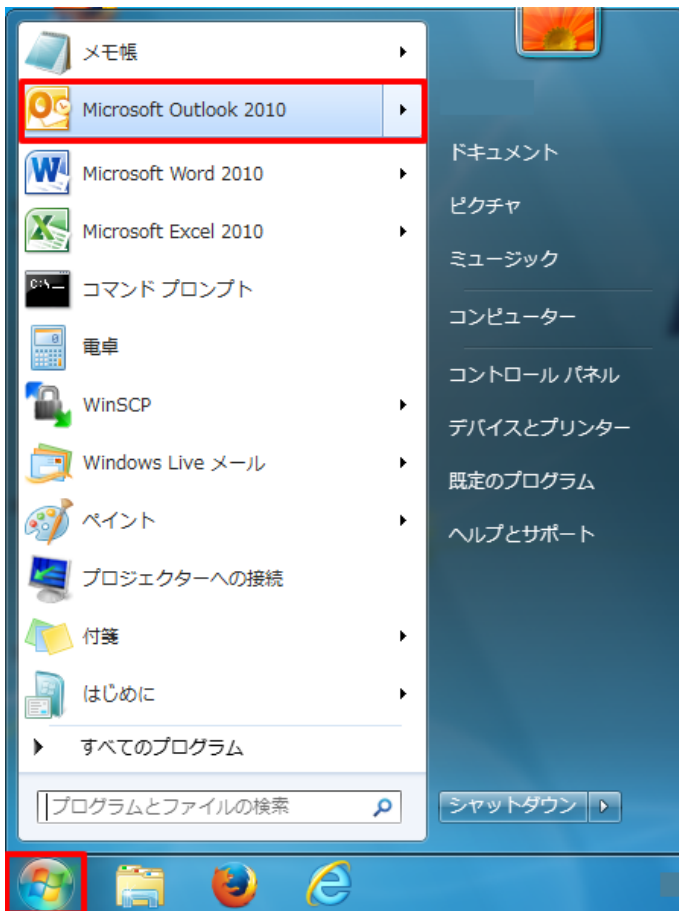 メモ帳
Microsoft Outlook 2010
Microsoft Word 2010
Microsoft Excel 2010
コマンド プロンプト
電卓
WinSCP
Windows Live メール
ペイント
プロジェクターへの接続
付箋
はじめに
すべてのプログラム
プログラムとファイルの検索
ドキュメント
ピクチャ
ミュージック
コンピューター
コントロール パネル
デバイスとプリンター
既定のプログラム
ヘルプとサポート
シャットダウン